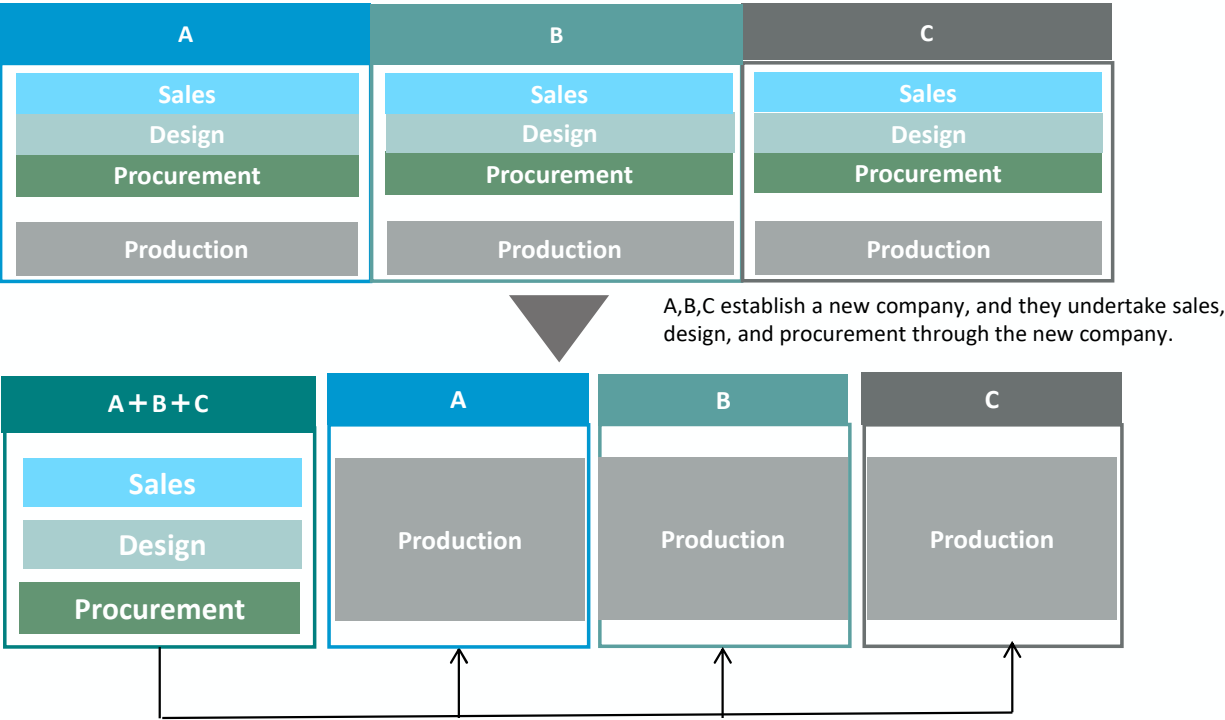 A
B
C
Sales
Sales
Sales
Design
Design
Design
Procurement
Procurement
Procurement
Production
Production
Production
A,B,C establish a new company, and they undertake sales,
design, and procurement through the new company.
A+B+C
A
B
C
Sales
Design
Procurement
Production
Production
Production